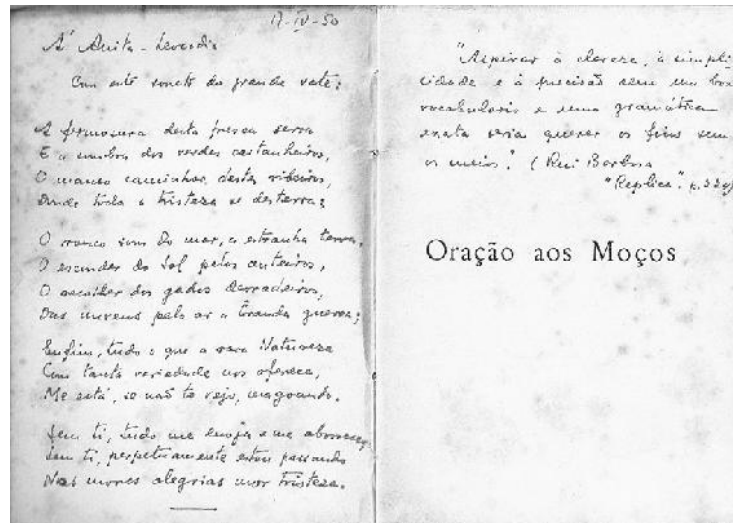 17-IV-50
A' Anita -
Com este soneto do grande vate:
A fermosura desta fresca serra
E a sombra dos verdes castanheiros,
O manso caminhar destes ribeiros,
Donde toda a tristeza se desterra;
O rouco som do mar, a estranha terra,
O esconder do Sol pelos outeiros,
O recolher dos gados derradeiros,
Das nuvens pelo ar a branda guerra;
Enfim, tudo o que a rara Natureza
Com tanta variedade nos oferece,
Me está, se não te vejo, magoando.
Sem ti, tudo me enoja e me aborrece,
Sem ti, perpetuamente estou passando
Nas mores alegrias mor tristeza.
"Aspirar à clareza, à simpli-
cidade e à precisão sem um bom
vocabulario e uma gramática
exata seria querer os fins sem
os meios." (Rui Barbosa
"Replica". p.
Oração aos Moços